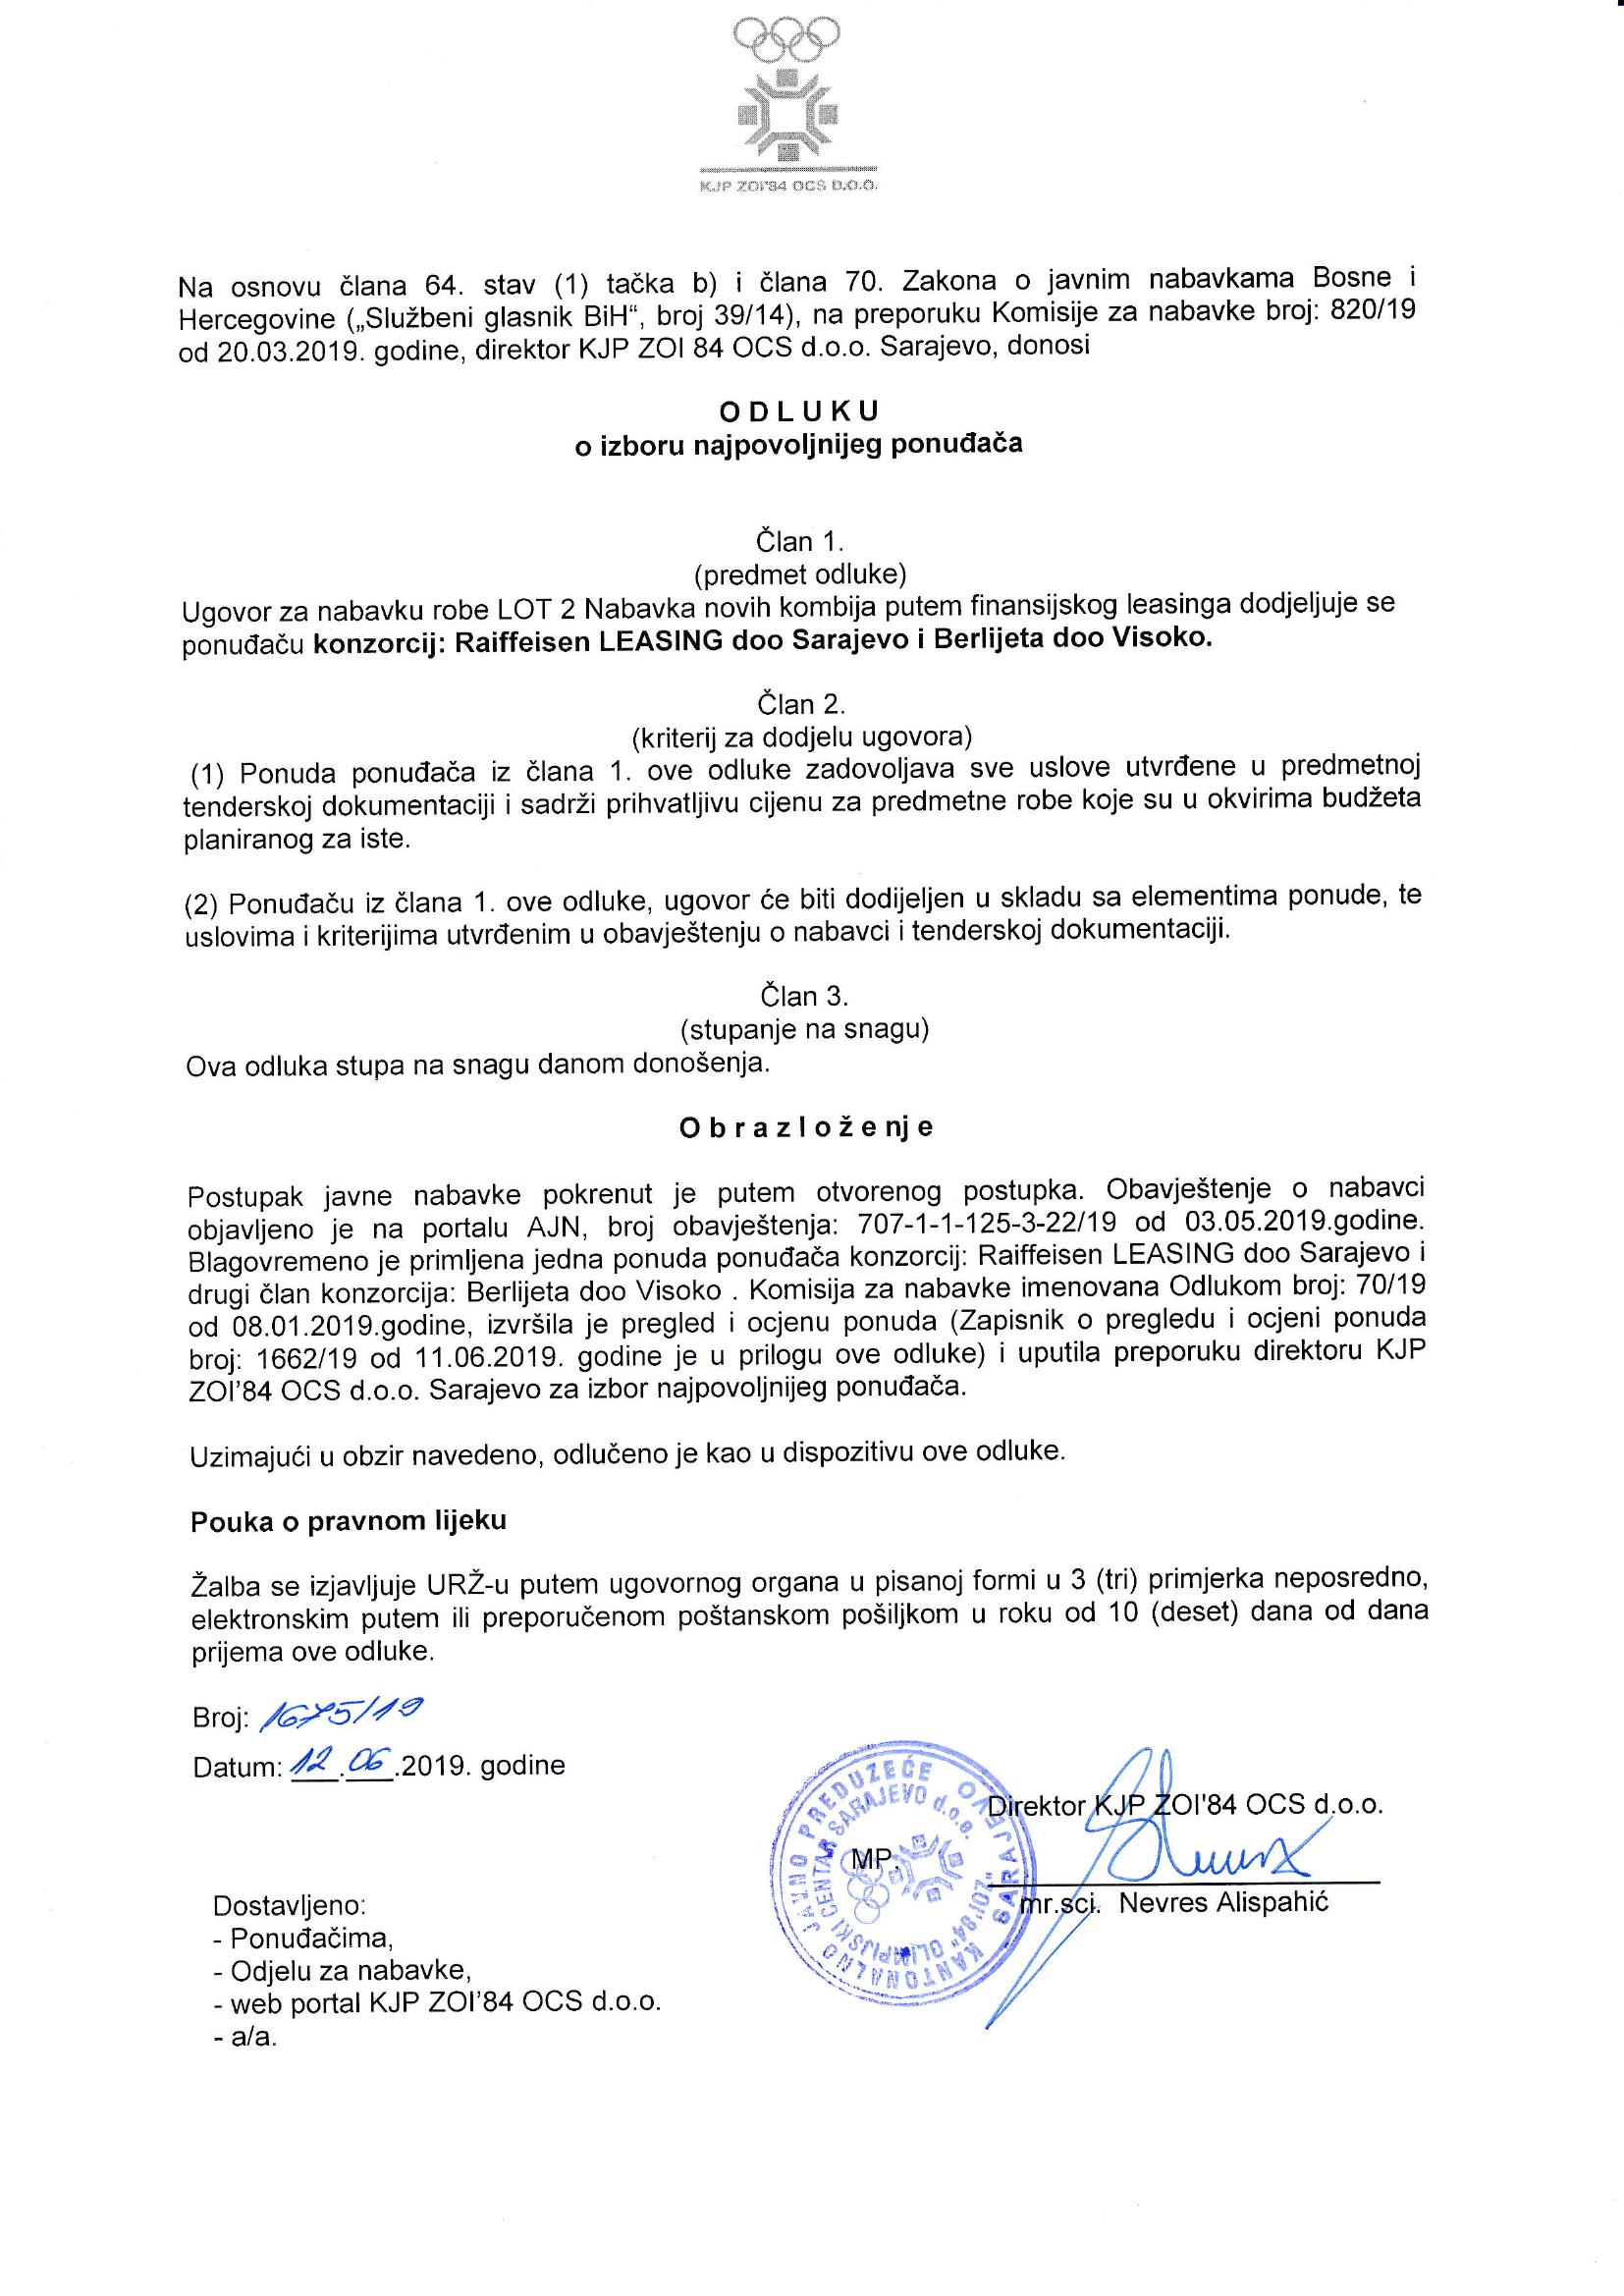 KJP ZOI'84 OCS D.O.O.
Na osnovu člana 64. stav (1) tačka b) i člana 70. Zakona o javnim nabavkama Bosne i
Hercegovine („Službeni glasnik BiH“, broj 39/14), na preporuku Komisije za nabavke broj: 820/19
od 20.03.2019. godine, direktor KJP ZOI 84 OCS d.o.o. Sarajevo, donosi
O D L U K U
o izboru najpovoljnijeg ponuđača
Član 1.
(predmet odluke)
Ugovor za nabavku robe LOT 2 Nabavka novih kombija putem finansijskog leasinga dodjeljuje se
ponuđaču konzorcij: Raiffeisen LEASING doo Sarajevo i Berlijeta doo Visoko.
Član 2.
(kriterij za dodjelu ugovora)
(1) Ponuda ponuđača iz člana 1. ove odluke zadovoljava sve uslove utvrđene u predmetnoj
tenderskoj dokumentaciji i sadrži prihvatljivu cijenu za predmetne robe koje su u okvirima budžeta
planiranog za iste.
(2) Ponuđaču iz člana 1. ove odluke, ugovor će biti dodijeljen u skladu sa elementima ponude, te
uslovima i kriterijima utvrđenim u obavještenju o nabavci i tenderskoj dokumentaciji.
Član 3.
(stupanje na snagu)
Ova odluka stupa na snagu danom donošenja.
O b r a z l o ž e nj e
Postupak javne nabavke pokrenut je putem otvorenog postupka. Obavještenje o nabavci
objavljeno je na portalu AJN, broj obavještenja: 707-1-1-125-3-22/19 od 03.05.2019.godine.
Blagovremeno je primljena jedna ponuda ponuđača konzorcij: Raiffeisen LEASING doo Sarajevo i
drugi član konzorcija: Berlijeta doo Visoko . Komisija za nabavke imenovana Odlukom broj: 70/19
od 08.01.2019.godine, izvršila je pregled i ocjenu ponuda (Zapisnik o pregledu i ocjeni ponuda
broj: 1662/19 od 11.06.2019. godine je u prilogu ove odluke) i uputila preporuku direktoru KJP
ZOI’84 OCS d.o.o. Sarajevo za izbor najpovoljnijeg ponuđača.
Uzimajući u obzir navedeno, odlučeno je kao u dispozitivu ove odluke.
Pouka o pravnom lijeku
Žalba se izjavljuje URŽ-u putem ugovornog organa u pisanoj formi u 3 (tri) primjerka neposredno,
elektronskim putem ili preporučenom poštanskom pošiljkom u roku od 10 (deset) dana od dana
prijema ove odluke.
Broj: 1675/19
Datum: 12.06.2019. godine
KANTONALNO JAVNO PREDUZEĆE
"ZOI'84" OLIMPIJSKI CENTAR SARAJEVO d.o.o.
SARAJEVO
Direktor KJP ZOI'84 OCS d.o.o.
MP.
mr.sci. Nevres Alispahić
Dostavljeno:
- Ponuđačima,
- Odjelu za nabavke,
- web portal KJP ZOI’84 OCS d.o.o.
- a/a.